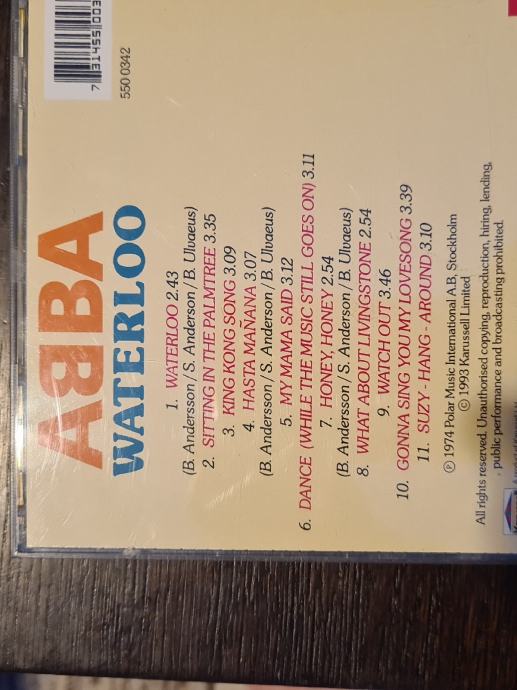 7 31455 003
550 0342
ABBA
WATERLOO
1. WATERLOO 2.43
(B. Andersson / S. Anderson / B. Ulvaeus)
2. SITTING IN THE PALMTREE 3.35
3. KING KONG SONG 3.09
4. HASTA MAÑANA 3.07
(B. Andersson / S. Anderson / B. Ulvaeus)
5. MY MAMA SAID 3.12
6. DANCE (WHILE THE MUSIC STILL GOES ON) 3.11
7. HONEY, HONEY 2.54
(B. Andersson / S. Anderson / B. Ulvaeus)
8. WHAT ABOUT LIVINGSTONE 2.54
9. WATCH OUT 3.46
10. GONNA SING YOU MY LOVESONG 3.39
11. SUZY - HANG - AROUND 3.10
℗ 1974 Polar Music International A.B, Stockholm
© 1993 Karussell Limited
All rights reserved. Unauthorised copying, reproduction, hiring, lending,
public performance and broadcasting prohibited.